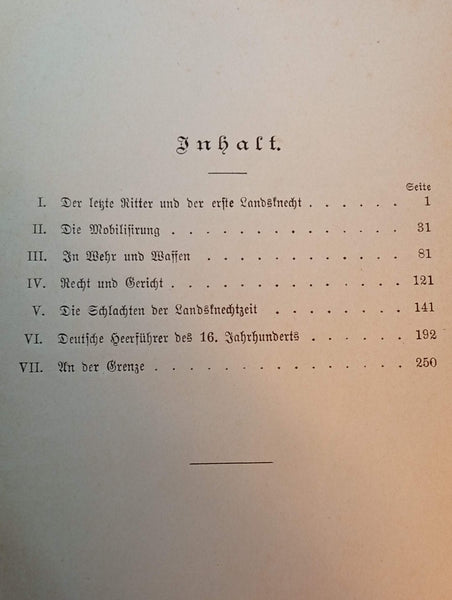 Inhalt.
Seite
I. Der letzte Ritter und der erste Landsknecht . . . . . . 1
II. Die Mobilisirung . . . . . . . . . . . . . . 31
III. In Wehr und Waffen . . . . . . . . . . . . 81
IV. Recht und Gericht . . . . . . . . . . . . . . 121
V. Die Schlachten der Landsknechtzeit . . . . . . . . 141
VI. Deutsche Heerführer des 16. Jahrhunderts . . . . . . . 192
VII. An der Grenze . . . . . . . . . . . . . . . 250